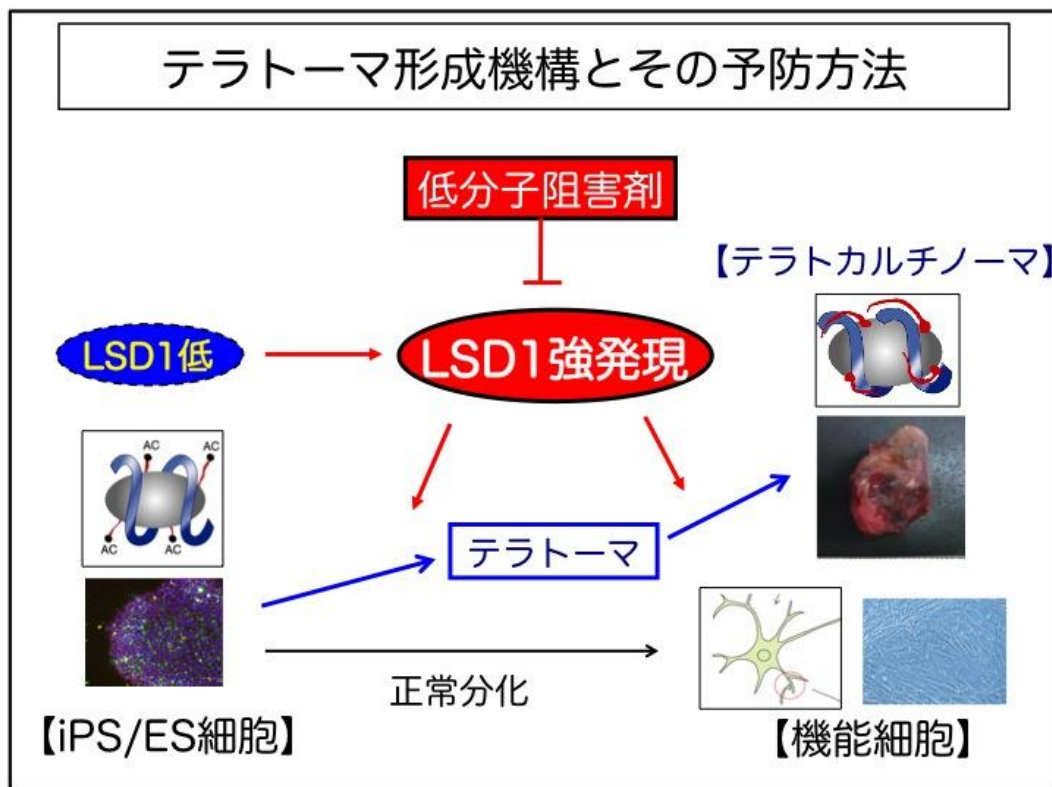 テラトーマ形成機構とその予防方法
低分子阻害剤
【テラトカルチノーマ】
LSD1低
LSD1強発現
AC
AC
AC
AC
テラトーマ
正常分化
【iPS/ES細胞】
【機能細胞】